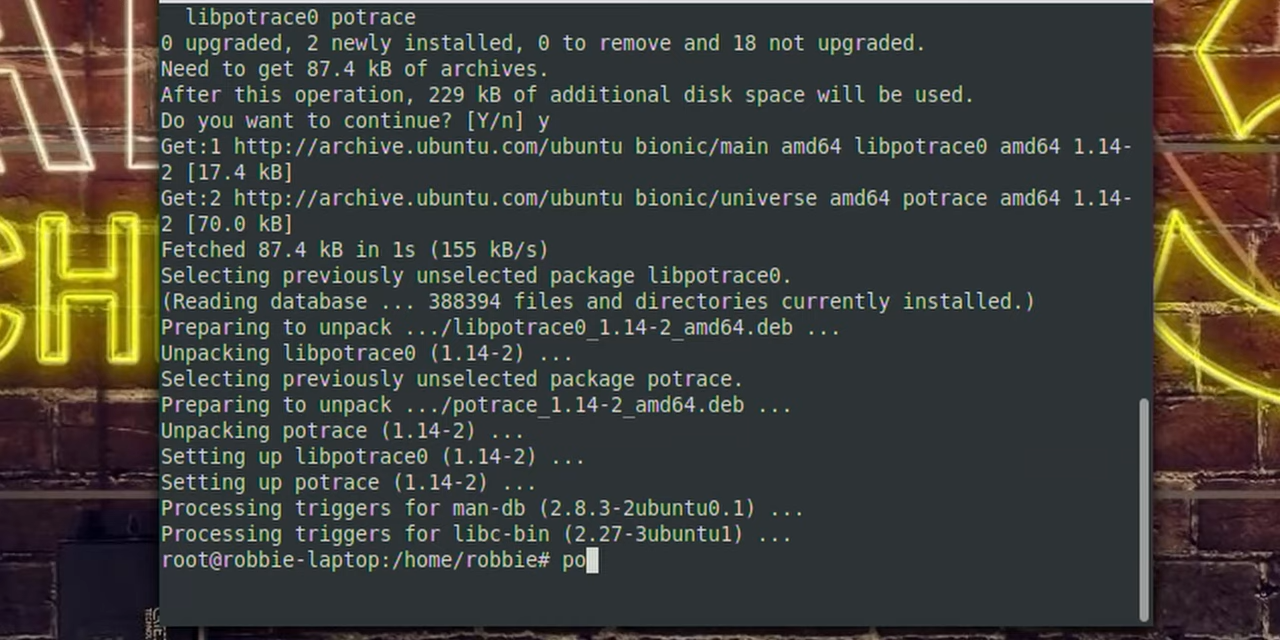 libpotrace0 potrace
0 upgraded, 2 newly installed, 0 to remove and 18 not upgraded.
Need to get 87.4 kB of archives.
After this operation, 229 kB of additional disk space will be used.
Do you want to continue? [Y/n] y
Get:1 http://archive.ubuntu.com/ubuntu bionic/main amd64 libpotrace0 amd64 1.14-
2 [17.4 kB]
Get:2 http://archive.ubuntu.com/ubuntu bionic/universe amd64 potrace amd64 1.14-
2 [70.0 kB]
Fetched 87.4 kB in 1s (155 kB/s)
Selecting previously unselected package libpotrace0.
(Reading database ... 388394 files and directories currently installed.)
Preparing to unpack .../libpotrace0_1.14-2_amd64.deb ...
Unpacking libpotrace0 (1.14-2) ...
Selecting previously unselected package potrace.
Preparing to unpack .../potrace_1.14-2_amd64.deb ...
Unpacking potrace (1.14-2) ...
Setting up libpotrace0 (1.14-2) ...
Setting up potrace (1.14-2) ...
Processing triggers for man-db (2.8.3-2ubuntu0.1) ...
Processing triggers for libc-bin (2.27-3ubuntu1) ...
root@robbie-laptop:/home/robbie# po